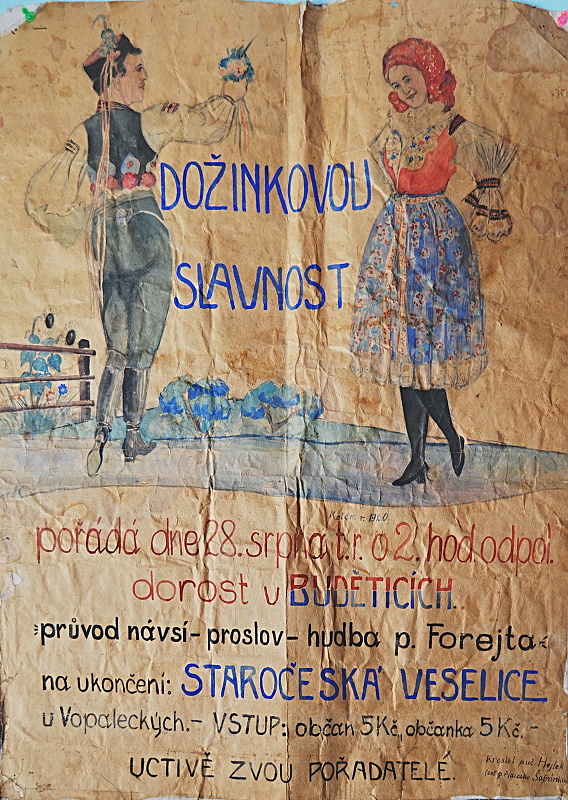 DOŽINKOVOU
SLAVNOST
pořádá dne 28. srpna t.r. o 2. hod. odpol.
dorost v BUDĚTICÍCH.
průvod návsí - proslov - hudba p. Forejta
na ukončení: STAROČESKÁ VESELICE
u Vopaleckých. - VSTUP: občan 5 Kč, občanka 5 Kč. -
UCTIVĚ ZVOU POŘADATELÉ.
Kreslil